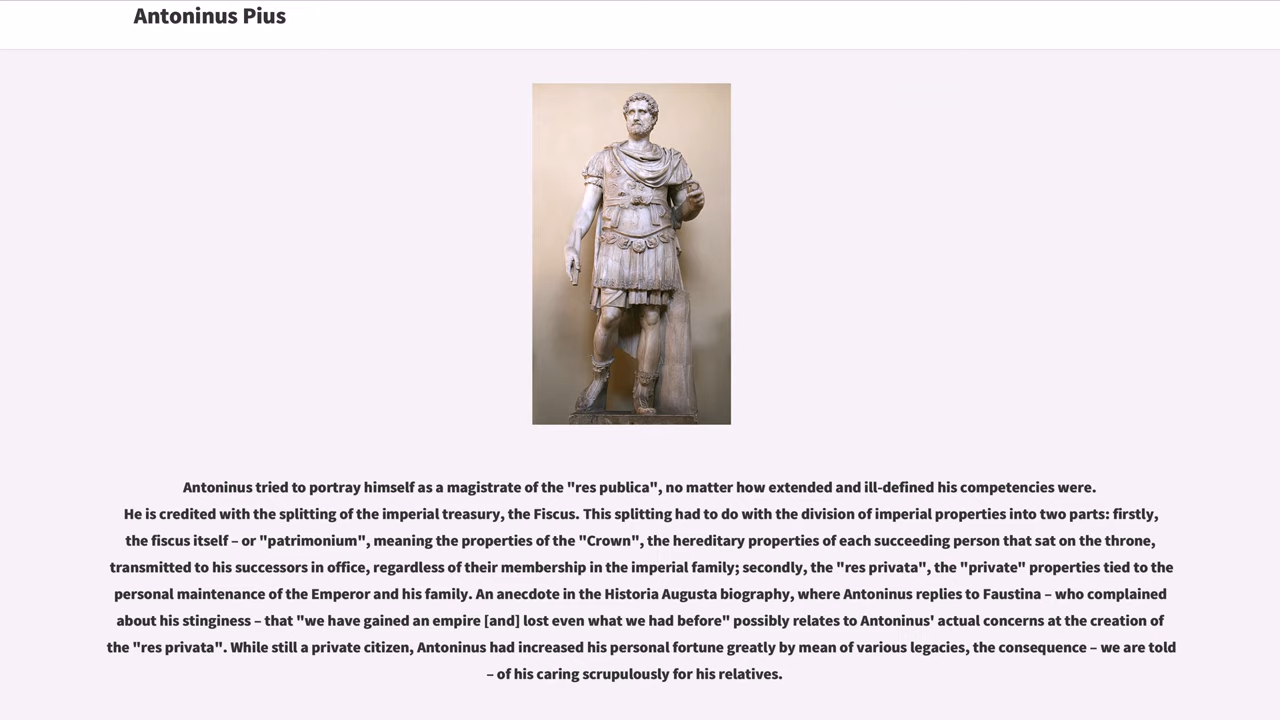 Antoninus Pius
Antoninus tried to portray himself as a magistrate of the "res publica", no matter how extended and ill-defined his competencies were.
He is credited with the splitting of the imperial treasury, the Fiscus. This splitting had to do with the division of imperial properties into two parts: firstly,
the fiscus itself – or "patrimonium", meaning the properties of the "Crown", the hereditary properties of each succeeding person that sat on the throne,
transmitted to his successors in office, regardless of their membership in the imperial family; secondly, the "res privata", the "private" properties tied to the
personal maintenance of the Emperor and his family. An anecdote in the Historia Augusta biography, where Antoninus replies to Faustina – who complained
about his stinginess – that "we have gained an empire [and] lost even what we had before" possibly relates to Antoninus' actual concerns at the creation of
the "res privata". While still a private citizen, Antoninus had increased his personal fortune greatly by mean of various legacies, the consequence – we are told
– of his caring scrupulously for his relatives.